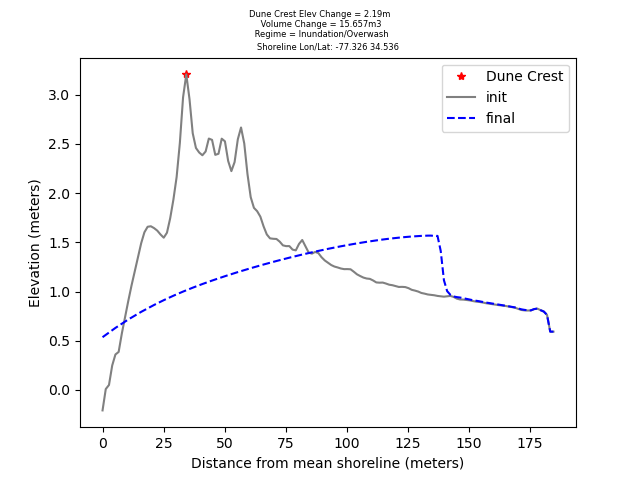 Dune Crest Elev Change = 2.19m
Volume Change = 15.657m3
Regime = Inundation/Overwash
Shoreline Lon/Lat: -77.326 34.536
Dune Crest
init
final
3.0
2.5
2.0
1.5
1.0
0.5
0.0
Elevation (meters)
0 25 50 75 100 125 150 175
Distance from mean shoreline (meters)